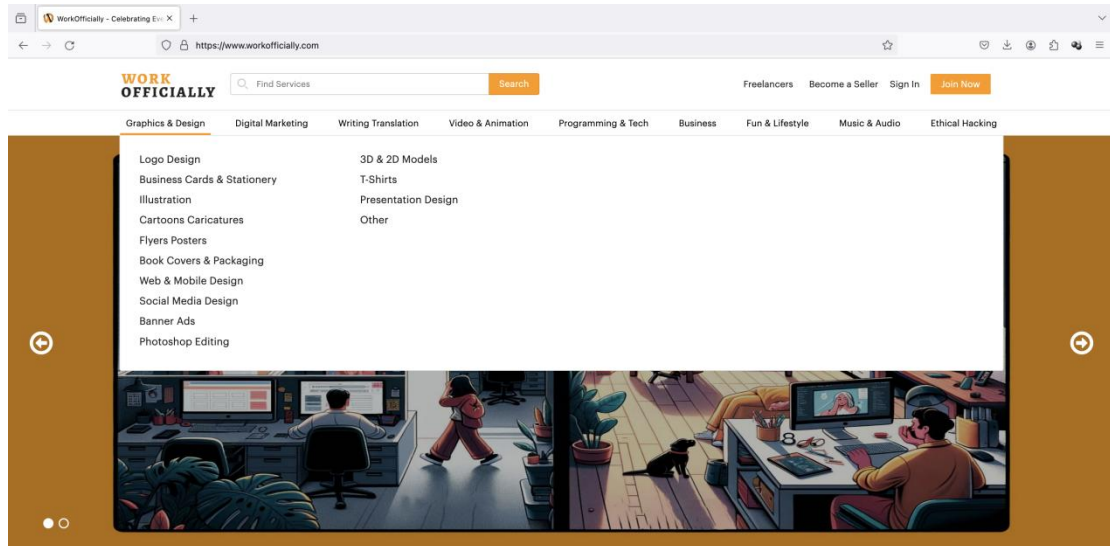 WorkOfficially - Celebrating Eve
https://www.workofficially.com
WORK
OFFICIALLY
Find Services
Search
Freelancers
Become a Seller
Sign In
Join Now
Graphics & Design
Digital Marketing
Writing Translation
Video & Animation
Programming & Tech
Business
Fun & Lifestyle
Music & Audio
Ethical Hacking
Logo Design
Business Cards & Stationery
Illustration
Cartoons Caricatures
Flyers Posters
Book Covers & Packaging
Web & Mobile Design
Social Media Design
Banner Ads
Photoshop Editing
3D & 2D Models
T-Shirts
Presentation Design
Other